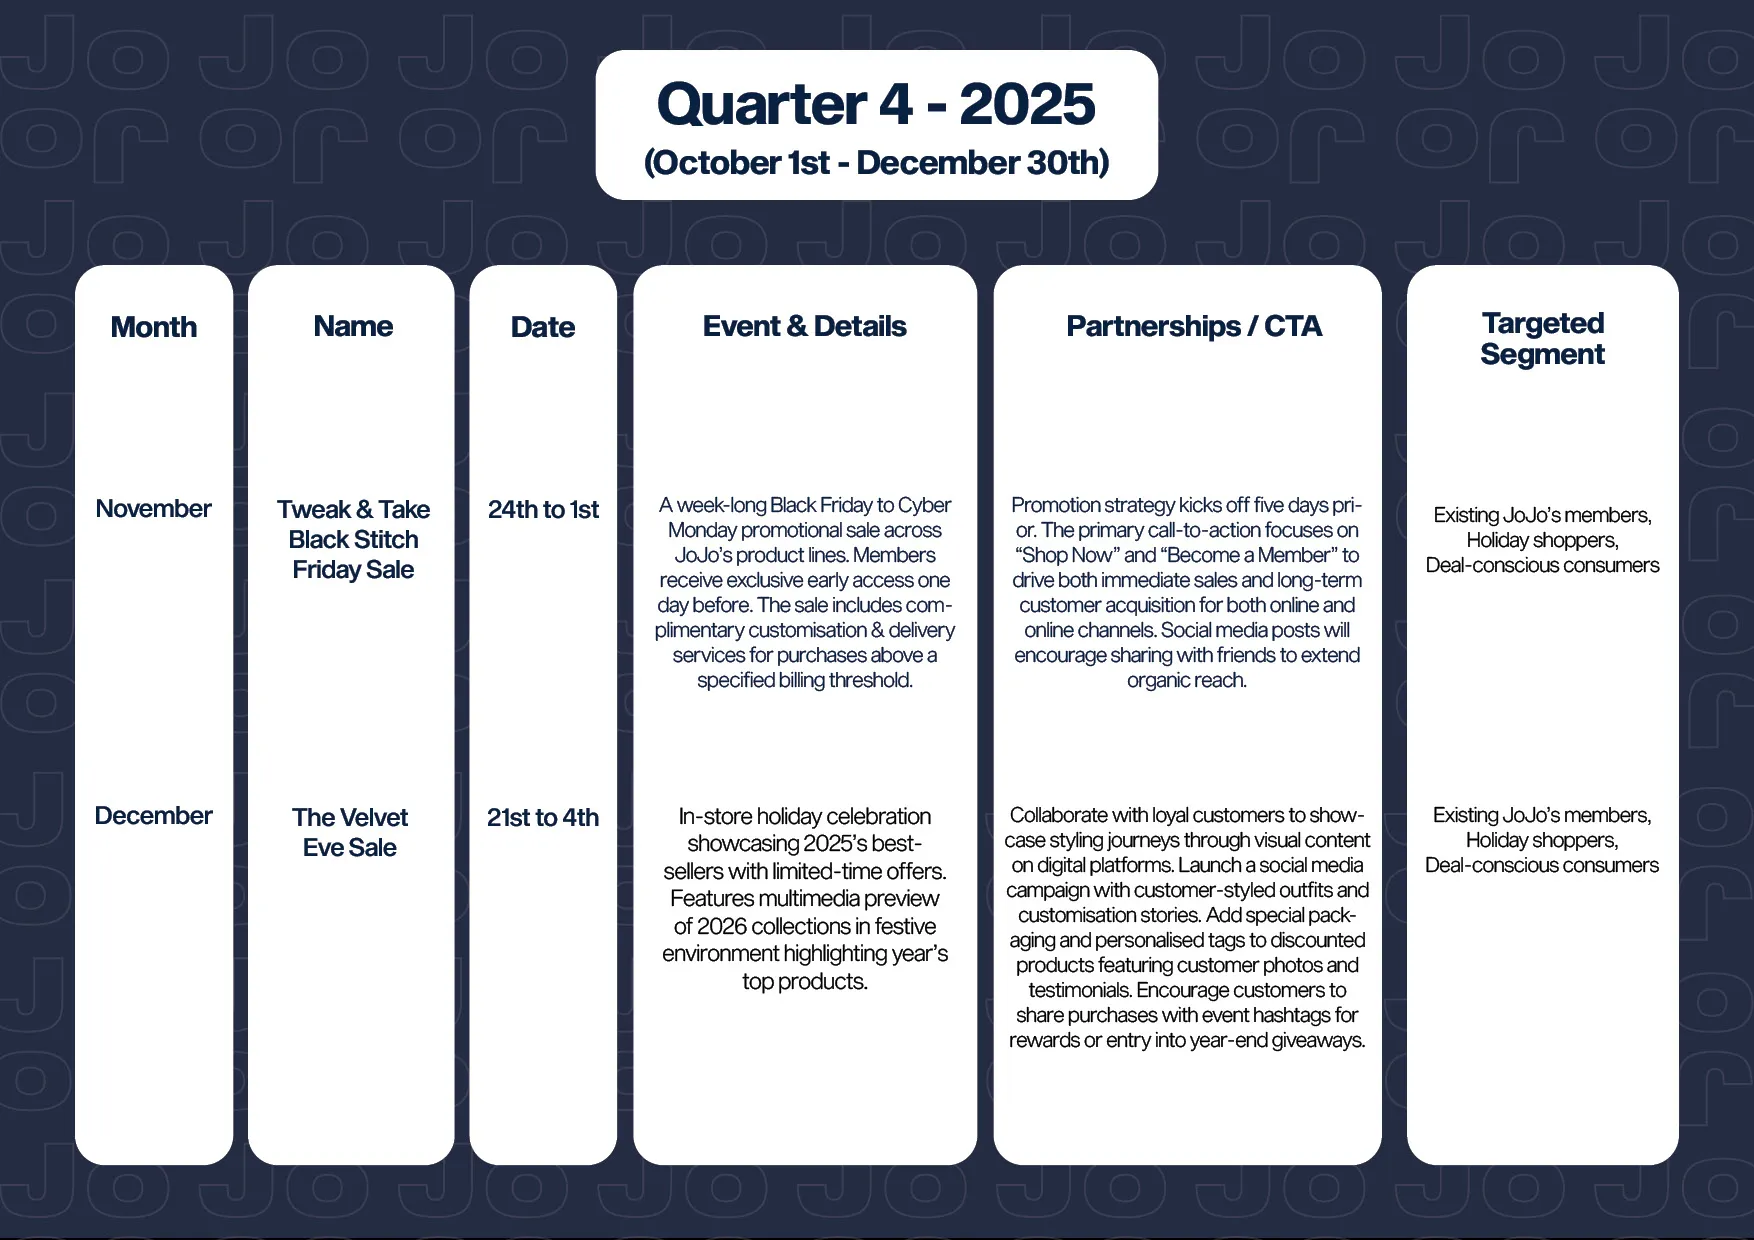 Quarter 4 - 2025
(October 1st - December 30th)
Month
Name
Date
Event & Details
Partnerships / CTA
Targeted
Segment
November
Tweak & Take
Black Stitch
Friday Sale
24th to 1st
A week-long Black Friday to Cyber
Monday promotional sale across
JoJo’s product lines. Members
receive exclusive early access one
day before. The sale includes com-
plimentary customisation & delivery
services for purchases above a
specified billing threshold.
Promotion strategy kicks off five days pri-
or. The primary call-to-action focuses on
“Shop Now” and “Become a Member” to
drive both immediate sales and long-term
customer acquisition for both online and
online channels. Social media posts will
encourage sharing with friends to extend
organic reach.
Existing JoJo’s members,
Holiday shoppers,
Deal-conscious consumers
December
The Velvet
Eve Sale
21st to 4th
In-store holiday celebration
showcasing 2025’s best-
sellers with limited-time offers.
Features multimedia preview
of 2026 collections in festive
environment highlighting year’s
top products.
Collaborate with loyal customers to show-
case styling journeys through visual content
on digital platforms. Launch a social media
campaign with customer-styled outfits and
customisation stories. Add special pack-
aging and personalised tags to discounted
products featuring customer photos and
testimonials. Encourage customers to
share purchases with event hashtags for
rewards or entry into year-end giveaways.
Existing JoJo’s members,
Holiday shoppers,
Deal-conscious consumers